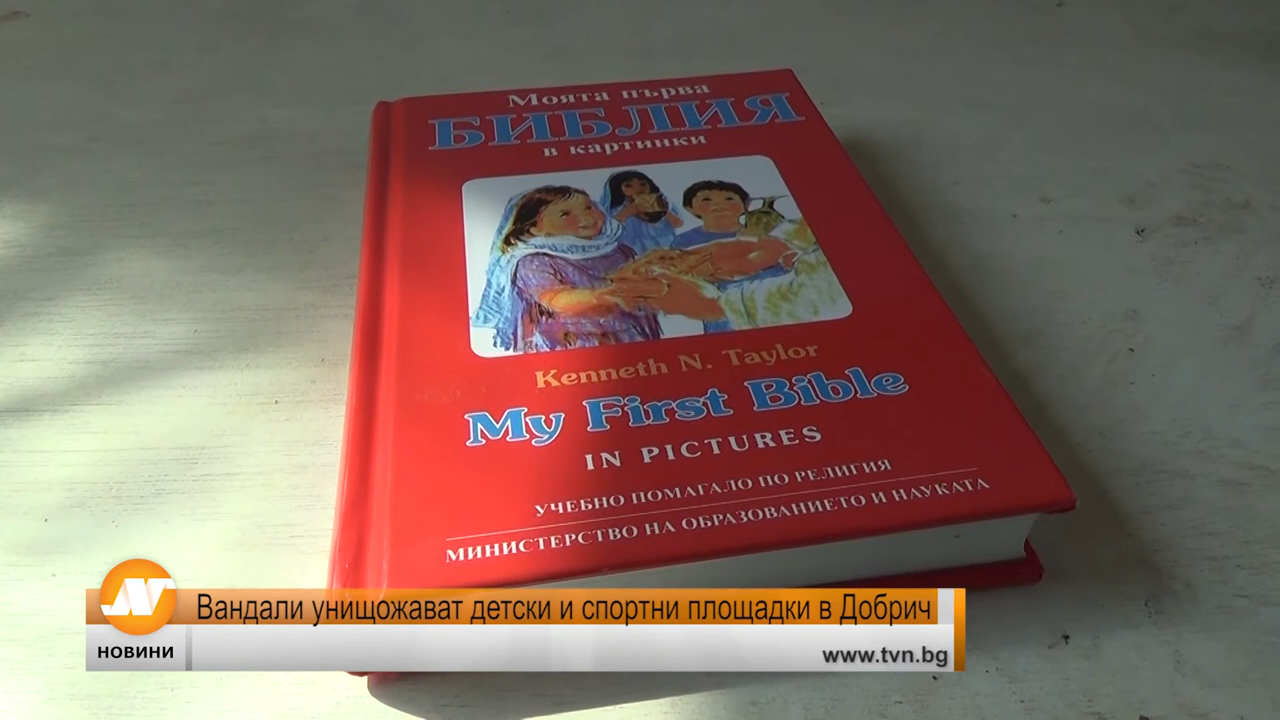 Моята първа
БИБЛИЯ
в картинки
Kenneth N. Taylor
My First Bible
IN PICTURES
УЧЕБНО ПОМАГАЛО ПО РЕЛИГИЯ
МИНИСТЕРСТВО НА ОБРАЗОВАНИЕТО И НАУКАТА
Вандали унищожават детски и спортни площадки в Добрич
НОВИНИ
www.tvn.bg